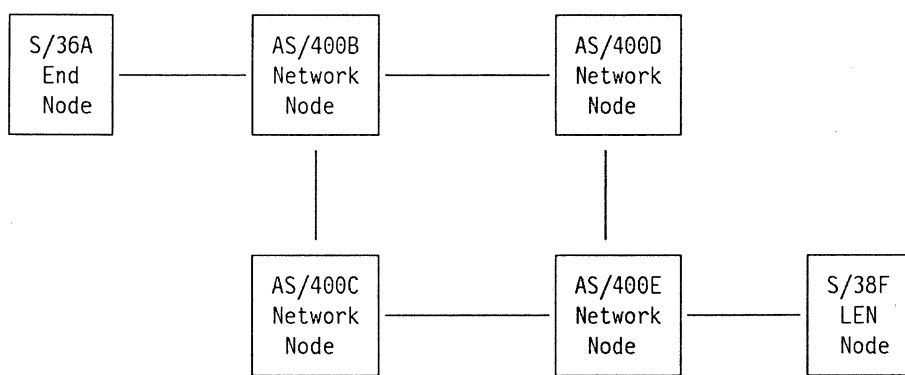 S/36A
End
Node
AS/400B
Network
Node
AS/400D
Network
Node
AS/400C
Network
Node
AS/400E
Network
Node
S/38F
LEN
Node